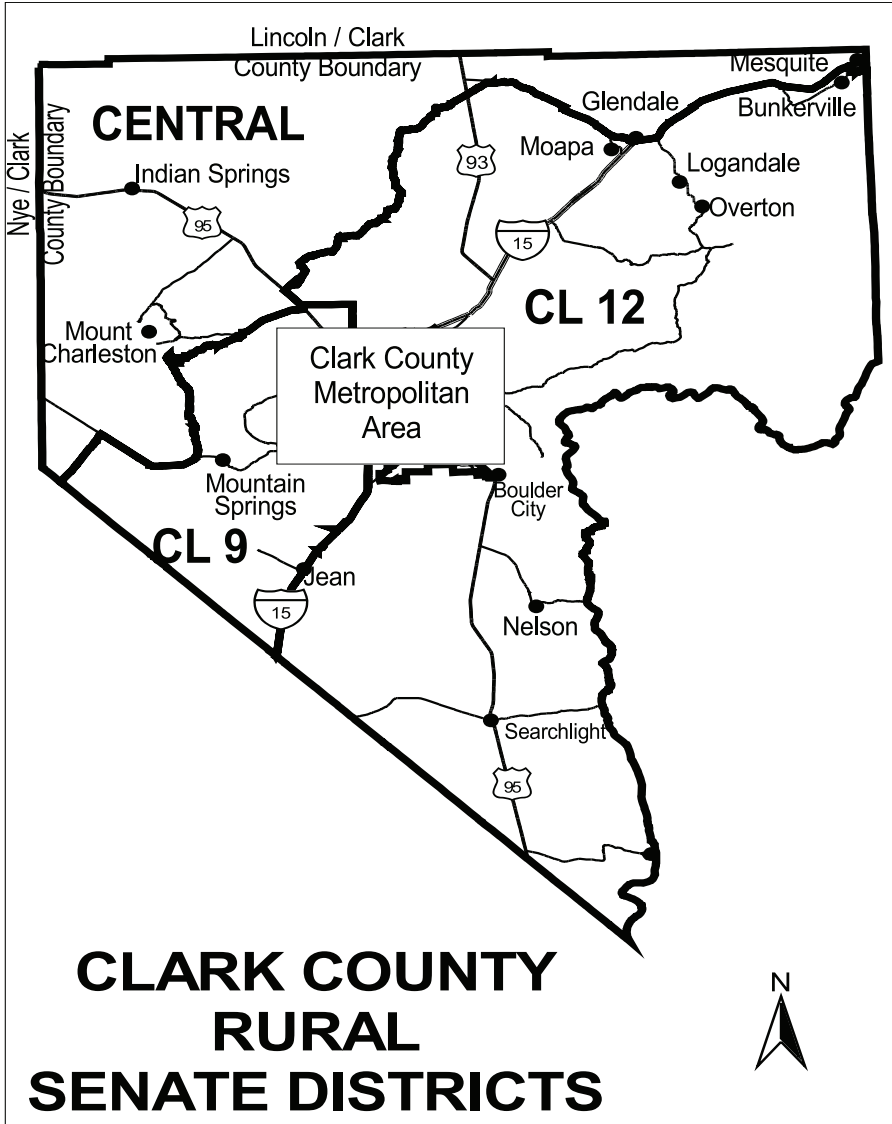 Lincoln / Clark
County Boundary
Mesquite
Glendale
Bunkerville
CENTRAL
Moapa
93
Logandale
Nye / Clark
County Boundary
Indian Springs
Overton
95
15
CL 12
Mount
Charleston
Clark County
Metropolitan
Area
Mountain
Springs
Boulder
City
CL 9
Jean
15
Nelson
Searchlight
95
CLARK COUNTY
RURAL
SENATE DISTRICTS
N